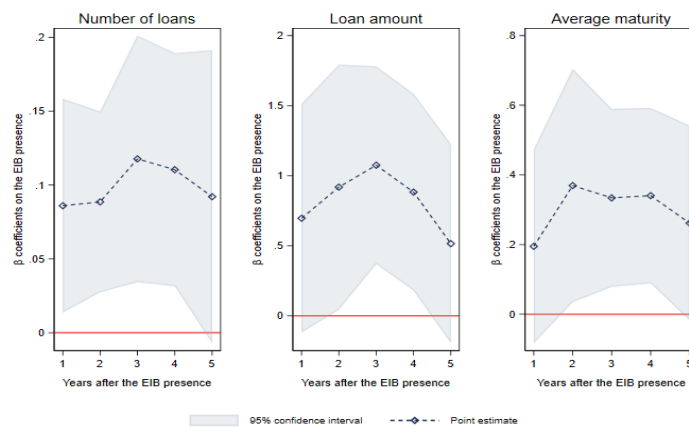 Number of loans
Loan amount
Average maturity
β coefficients on the EIB presence
.2
.15
.1
.05
0
1 2 3 4 5
Years after the EIB presence
β coefficients on the EIB presence
2
1.5
1
.5
0
1 2 3 4 5
Years after the EIB presence
β coefficients on the EIB presence
.8
.6
.4
.2
0
1 2 3 4 5
Years after the EIB presence
95% confidence interval
Point estimate